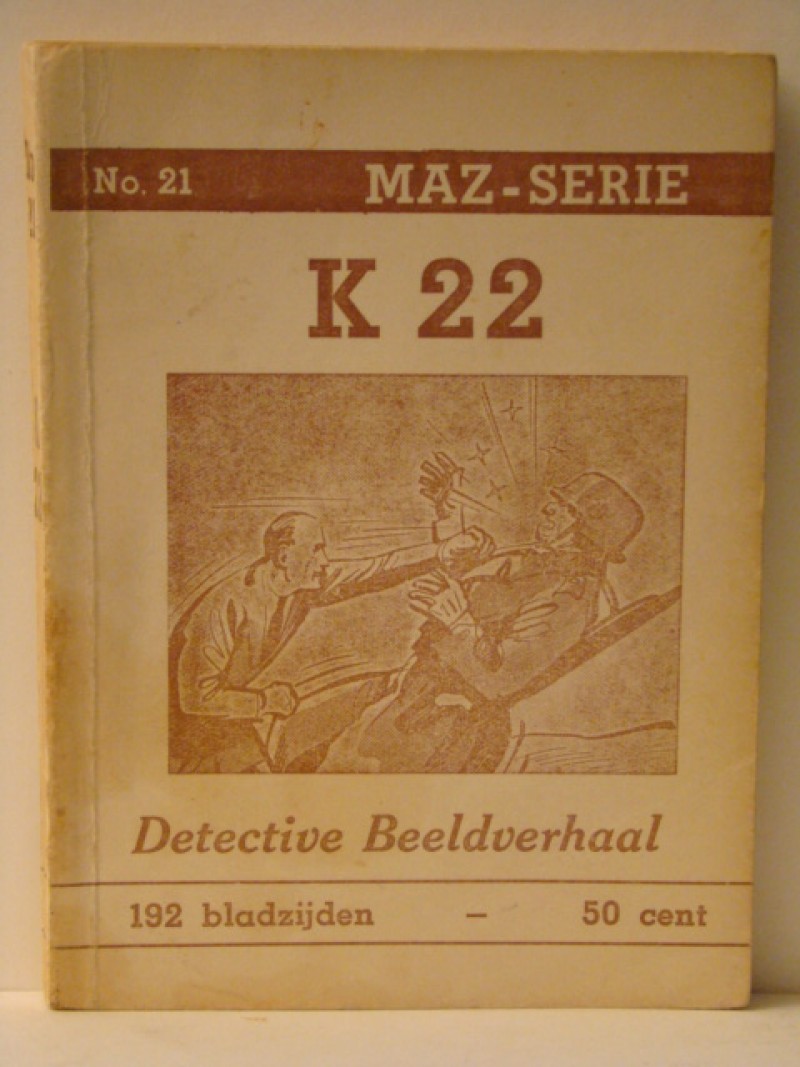 No. 21 MAZ-SERIE
K 22
Detective Beeldverhaal
192 bladzijden – 50 cent